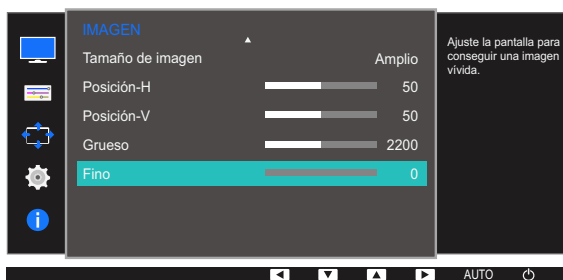 IMAGEN
Tamaño de imagen Amplio
Posición-H 50
Posición-V 50
Grueso 2200
Fino 0
Ajuste la pantalla para
conseguir una imagen
vívida.
AUTO